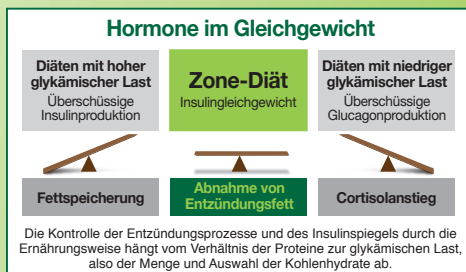 Hormone im Gleichgewicht
Diäten mit hoher
glykämischer Last
Überschüssige
Insulinproduktion
Zone-Diät
Insulingleichgewicht
Diäten mit niedriger
glykämischer Last
Überschüssige
Glucagonproduktion
Fettspeicherung
Abnahme von
Entzündungsfett
Cortisolanstieg
Die Kontrolle der Entzündungsprozesse und des Insulinspiegels durch die
Ernährungsweise hängt vom Verhältnis der Proteine zur glykämischen Last,
also der Menge und Auswahl der Kohlenhydrate ab.